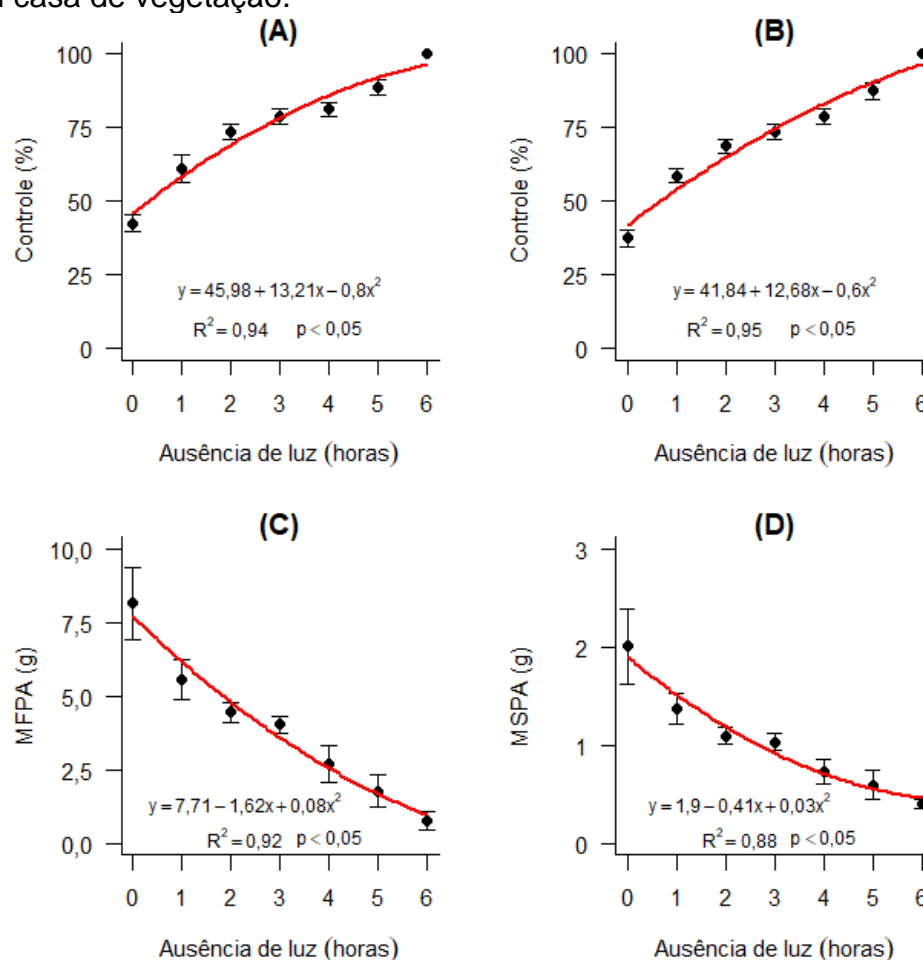 casa de vegetação.
(A)
Controle (%)
100
75
50
25
0
y = 45,98 + 13,21x − 0,8x²
R² = 0,94 p < 0,05
0 1 2 3 4 5 6
Ausência de luz (horas)
(B)
Controle (%)
100
75
50
25
0
y = 41,84 + 12,68x − 0,6x²
R² = 0,95 p < 0,05
0 1 2 3 4 5 6
Ausência de luz (horas)
(C)
MFPA (g)
10,0
7,5
5,0
2,5
0,0
y = 7,71 − 1,62x + 0,08x²
R² = 0,92 p < 0,05
0 1 2 3 4 5 6
Ausência de luz (horas)
(D)
MSPA (g)
3
2
1
0
y = 1,9 − 0,41x + 0,03x²
R² = 0,88 p < 0,05
0 1 2 3 4 5 6
Ausência de luz (horas)